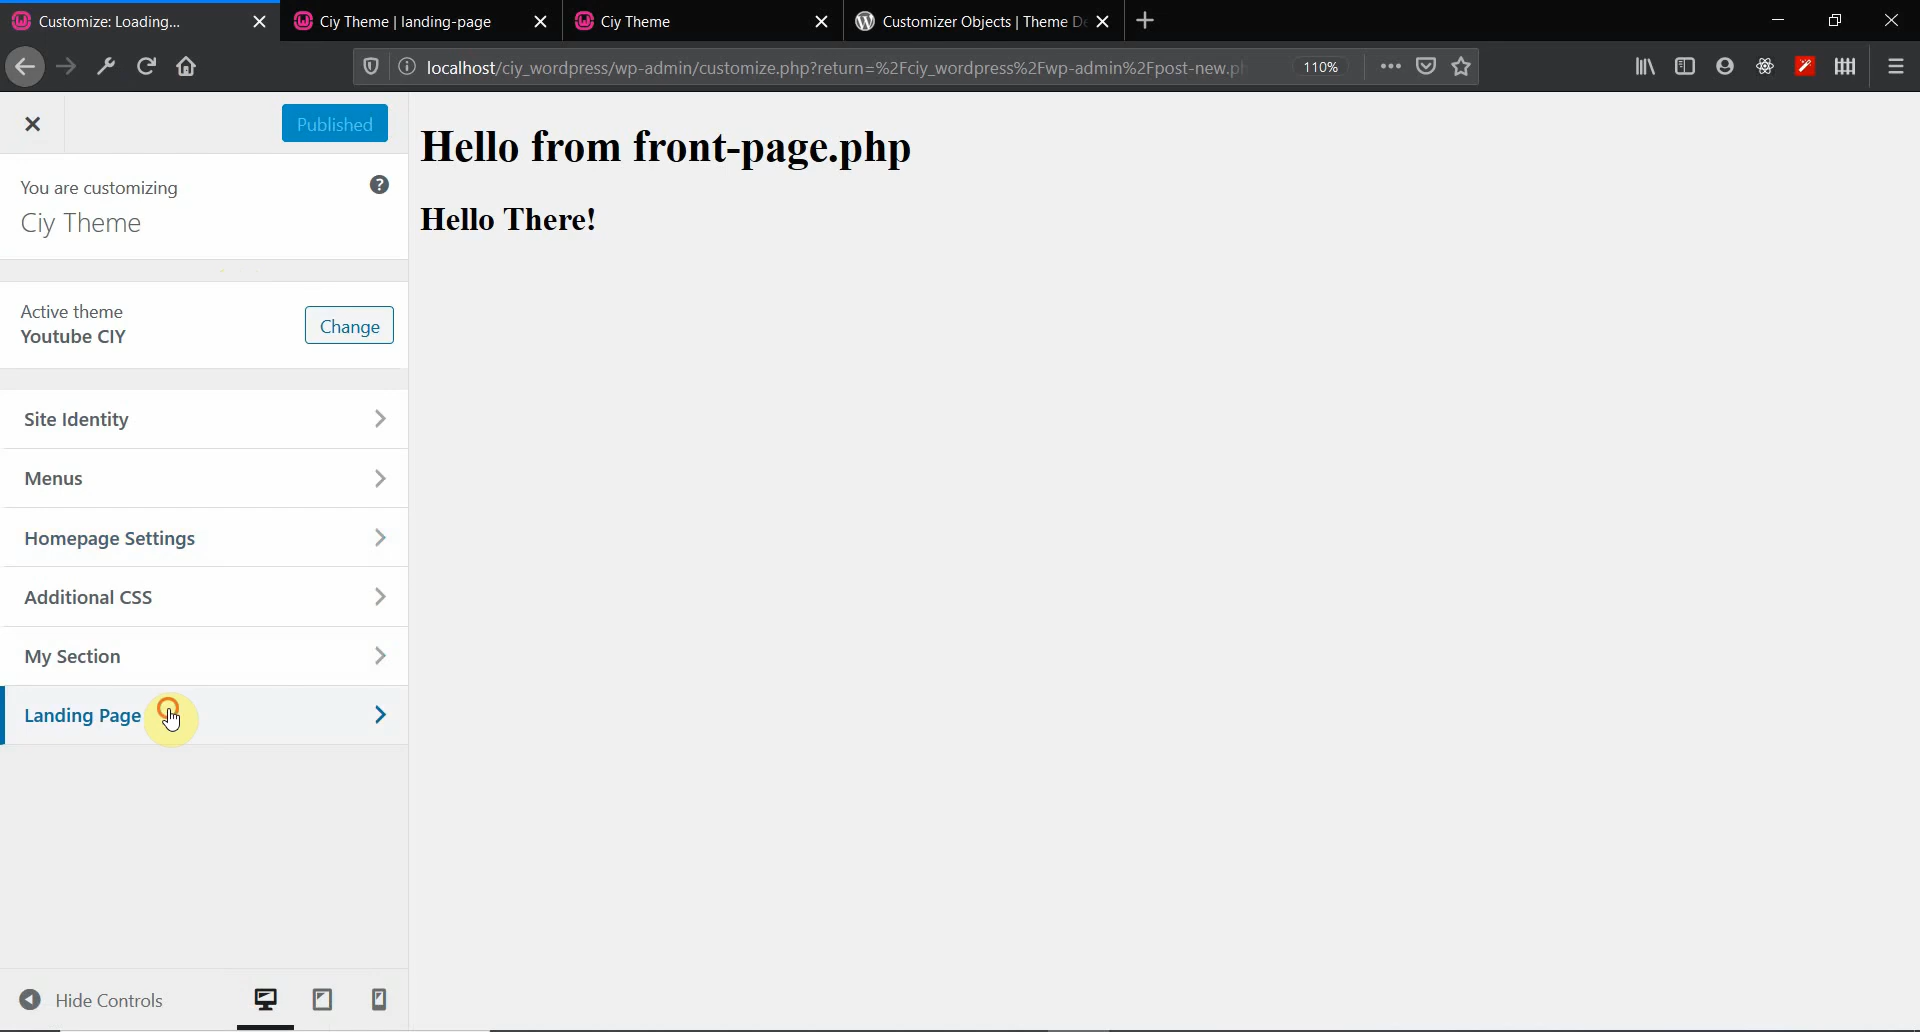 Customize: Loading...
Ciy Theme | landing-page
Ciy Theme
Customizer Objects | Theme De
localhost/ciy_wordpress/wp-admin/customize.php?return=%2Fciy_wordpress%2Fwp-admin%2Fpost-new.ph
110%
Published
Hello from front-page.php
You are customizing
Ciy Theme
Hello There!
Active theme
Youtube CIY
Change
Site Identity
Menus
Homepage Settings
Additional CSS
My Section
Landing Page
Hide Controls